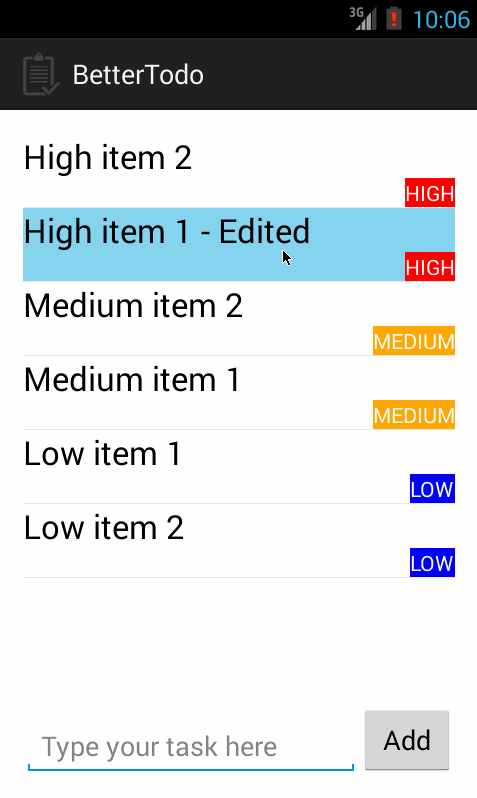 3G 10:06
BetterTodo
High item 2
HIGH
High item 1 - Edited
HIGH
Medium item 2
MEDIUM
Medium item 1
MEDIUM
Low item 1
LOW
Low item 2
LOW
Type your task here
Add